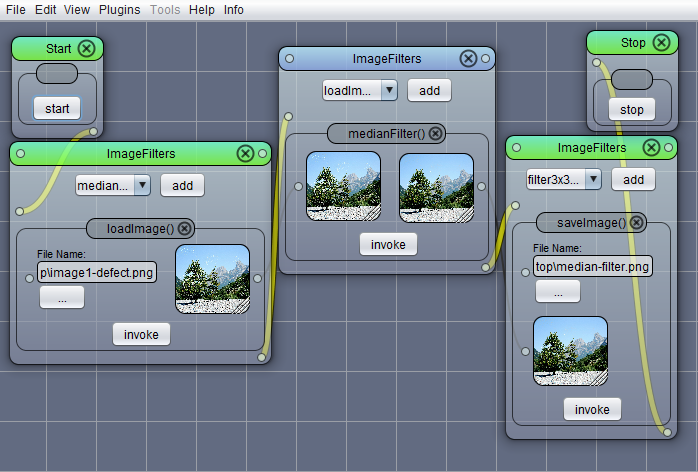 File Edit View Plugins Tools Help Info
Start
start
ImageFilters
median...
add
loadImage()
File Name:
p\image1-defect.png
...
invoke
ImageFilters
loadIm...
add
medianFilter()
invoke
Stop
stop
ImageFilters
filter3x3...
add
saveImage()
File Name:
top\median-filter.png
...
invoke